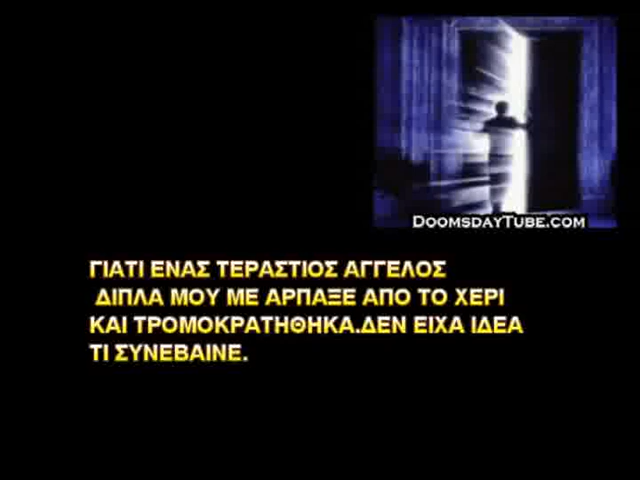 DOOMSDAYTUBE.COM
ΓΙΑΤΙ ΕΝΑΣ ΤΕΡΑΣΤΙΟΣ ΑΓΓΕΛΟΣ
ΔΙΠΛΑ ΜΟΥ ΜΕ ΑΡΠΑΞΕ ΑΠΟ ΤΟ ΧΕΡΙ
ΚΑΙ ΤΡΟΜΟΚΡΑΤΗΘΗΚΑ.ΔΕΝ ΕΙΧΑ ΙΔΕΑ
ΤΙ ΣΥΝΕΒΑΙΝΕ.